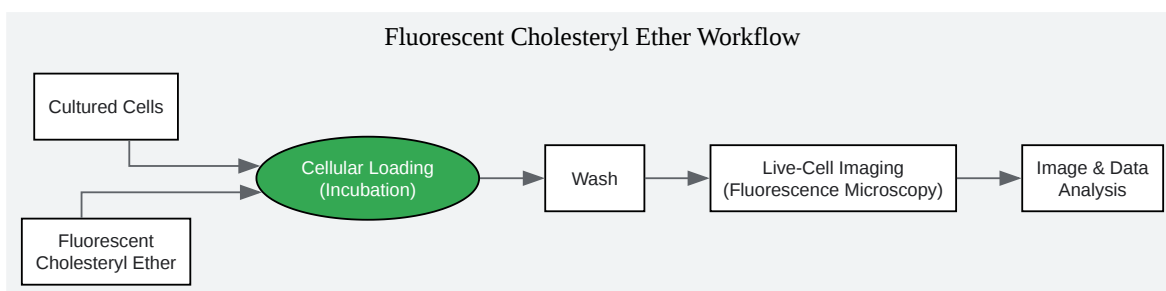 Fluorescent Cholesteryl Ether Workflow
Cultured Cells
Fluorescent
Cholesteryl Ether
Cellular Loading
(Incubation)
Wash
Live-Cell Imaging
(Fluorescence Microscopy)
Image & Data
Analysis